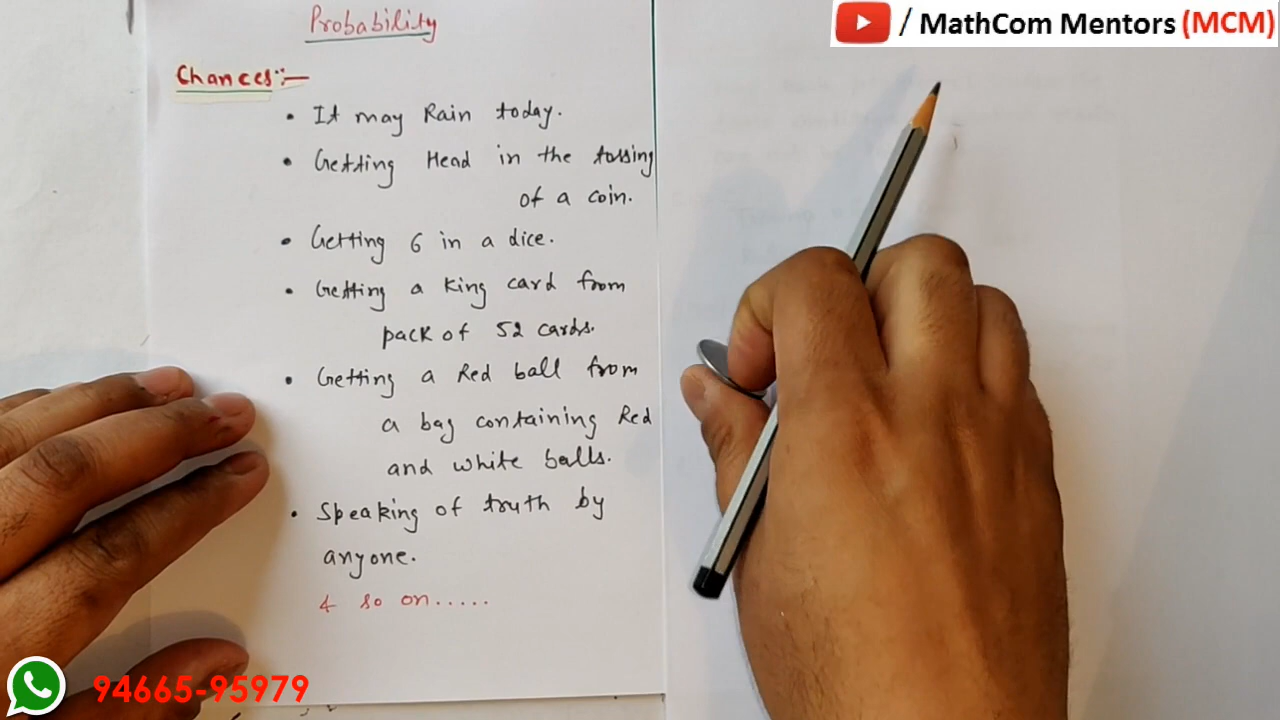 Probability
/ MathCom Mentors (MCM)
Chances:-
• It may Rain today.
• Getting Head in the tossing
of a coin.
• Getting 6 in a dice.
• Getting a King card from
pack of 52 cards.
• Getting a Red ball from
a bag containing Red
and white balls.
• Speaking of truth by
anyone.
& so on.....
94665-95979